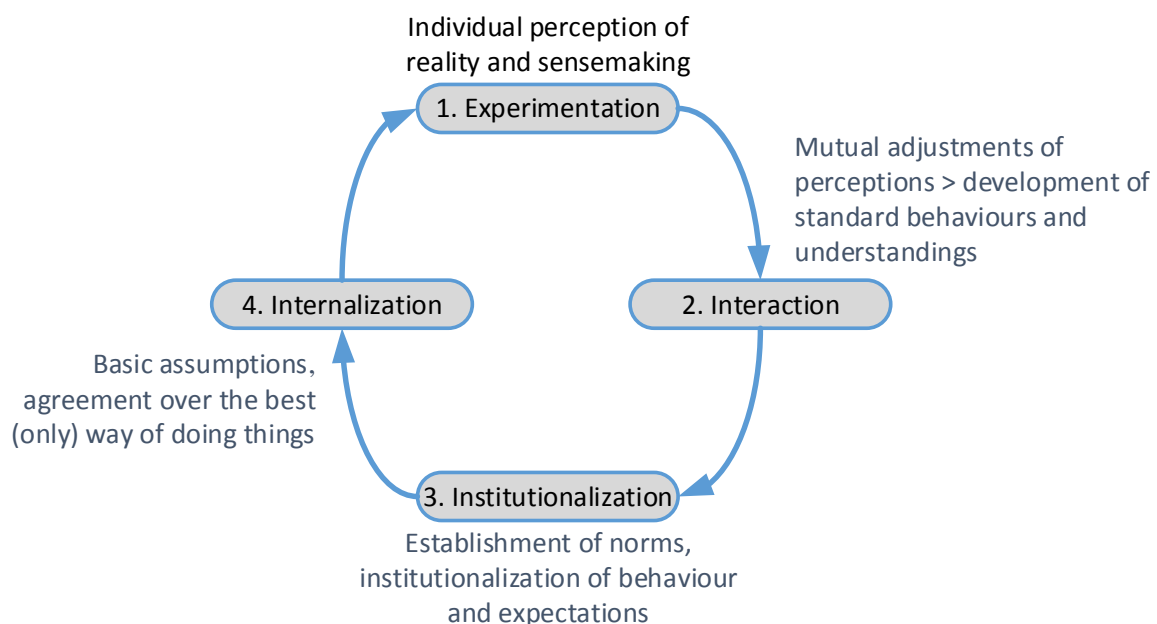 Individual perception of
reality and sensemaking
1. Experimentation
Mutual adjustments of
perceptions > development of
standard behaviours and
understandings
2. Interaction
3. Institutionalization
Establishment of norms,
institutionalization of behaviour
and expectations
4. Internalization
Basic assumptions,
agreement over the best
(only) way of doing things